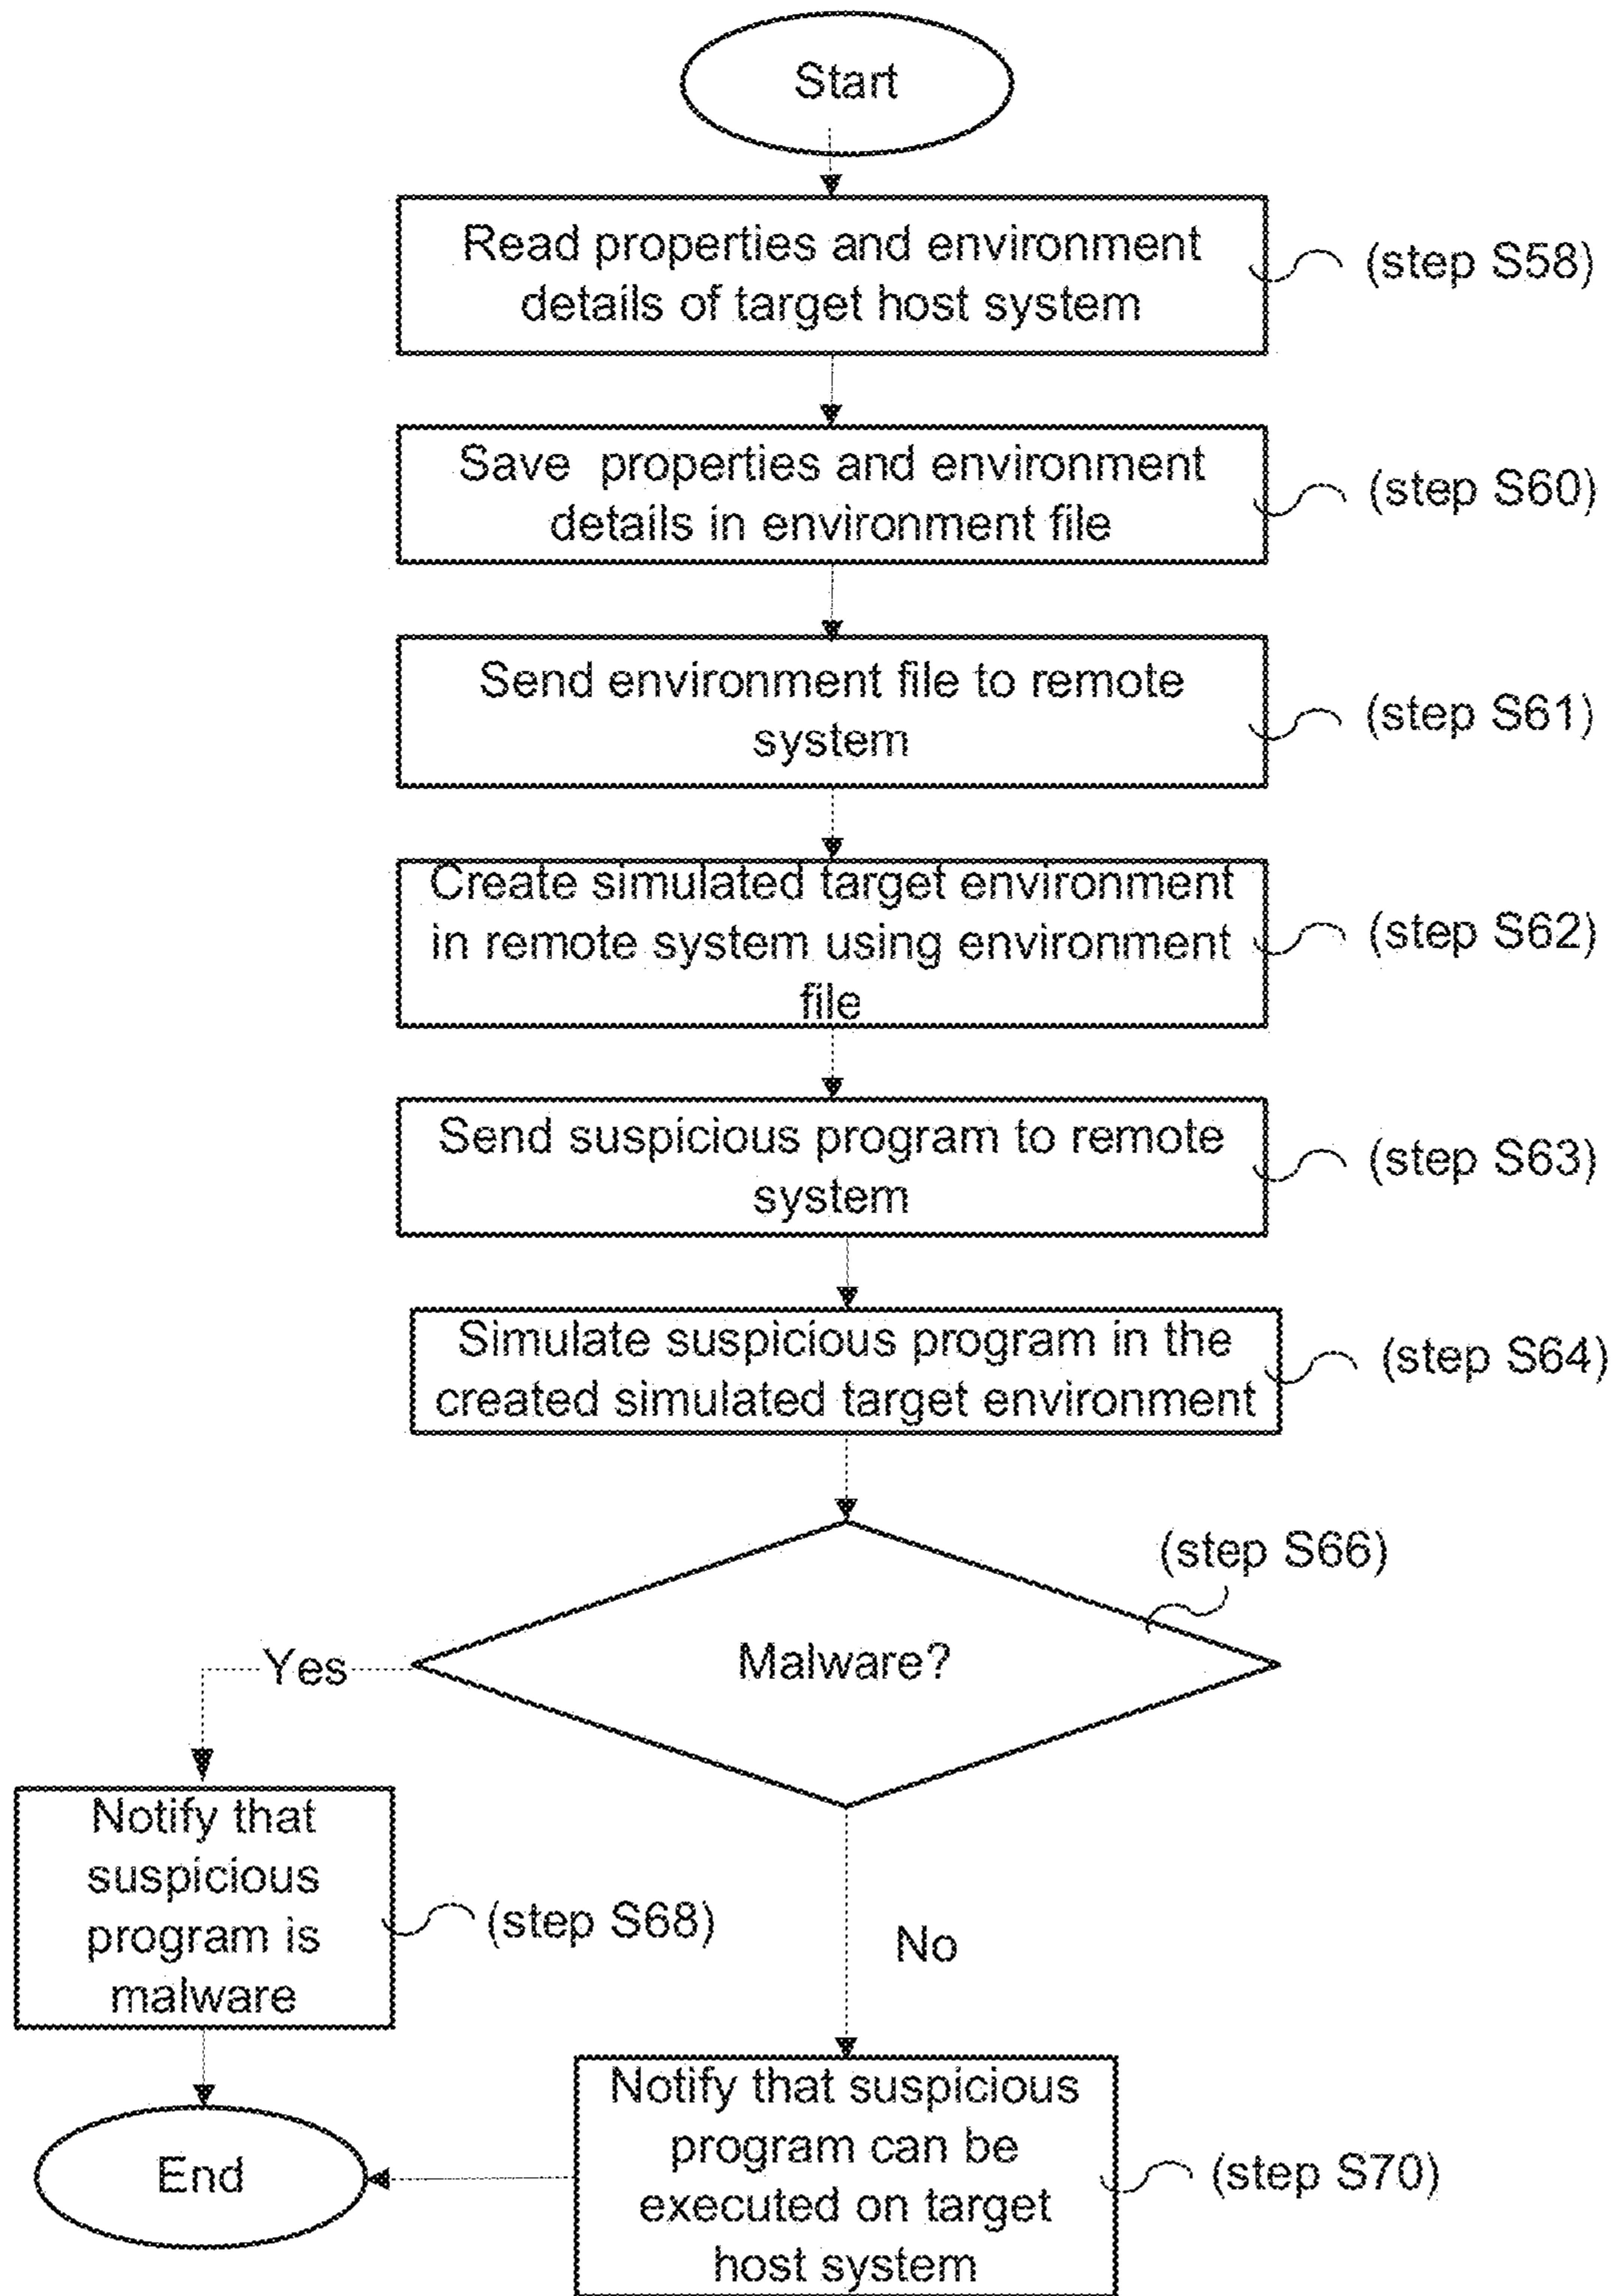 Start
Read properties and environment
details of target host system
(step S58)
Save properties and environment
details in environment file
(step S60)
Send environment file to remote
system
(step S61)
Create simulated target environment
in remote system using environment
file
(step S62)
Send suspicious program to remote
system
(step S63)
Simulate suspicious program in the
created simulated target environment
(step S64)
(step S66)
Malware?
Yes
Notify that
suspicious
program is
malware
(step S68)
No
Notify that suspicious
program can be
executed on target
host system
(step S70)
End